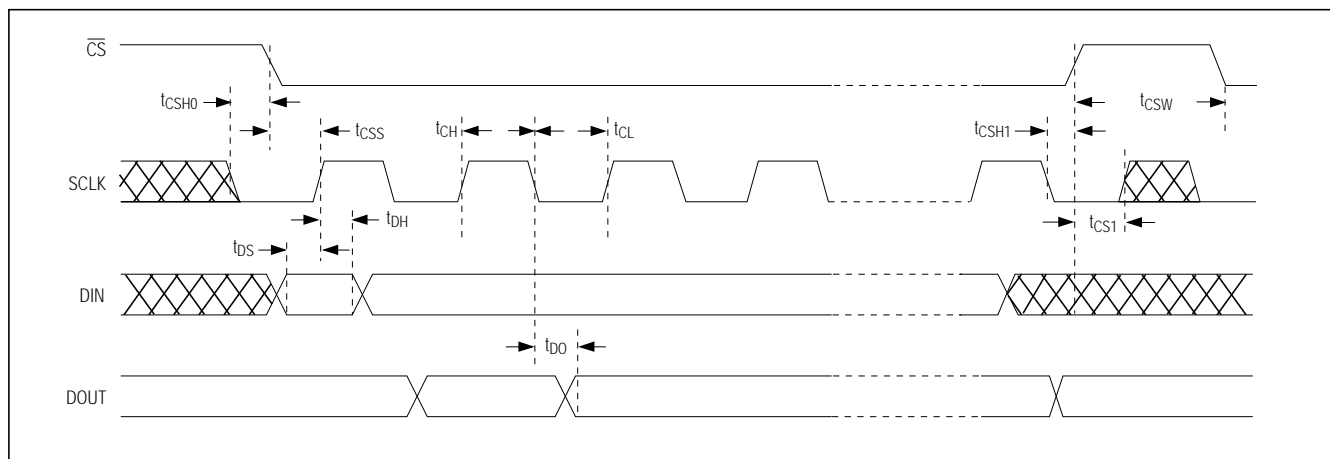 CS
tCSH0
tCSS
tCH
tCL
tCSH1
tCSW
SCLK
tDH
tCS1
tDS
DIN
tDO
DOUT